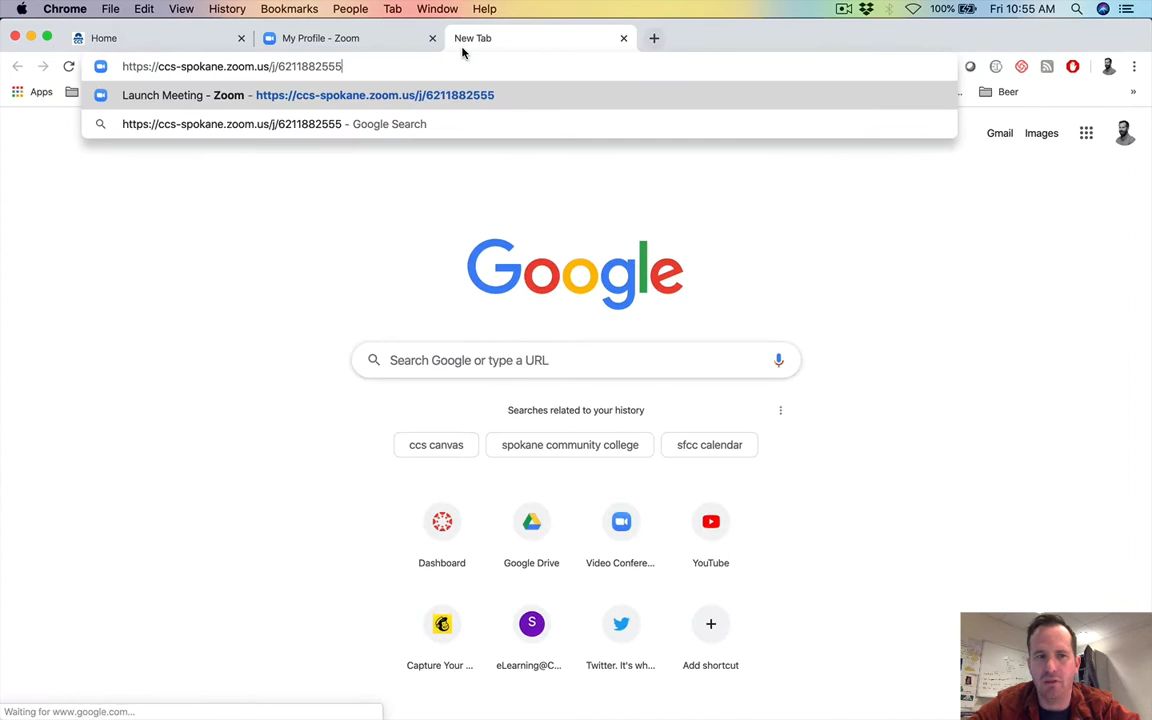 Chrome File Edit View History Bookmarks People Tab Window Help 100% Fri 10:55 AM
Home My Profile - Zoom New Tab
https://ccs-spokane.zoom.us/j/6211882555
Launch Meeting - Zoom - https://ccs-spokane.zoom.us/j/6211882555
Apps Beer »
https://ccs-spokane.zoom.us/j/6211882555 - Google Search
Gmail Images
Google
Search Google or type a URL
Searches related to your history
ccs canvas spokane community college sfcc calendar
Dashboard Google Drive Video Confere... YouTube
S
Capture Your ... eLearning@C... Twitter. It's wh... Add shortcut
Waiting for www.google.com...